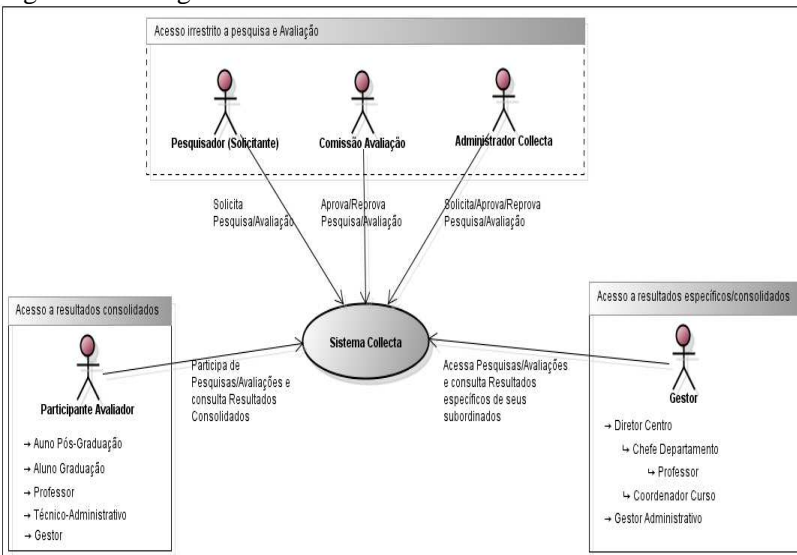 Acesso irrestrito a pesquisa e Avaliação
Pesquisador (Solicitante)
Comissão Avaliação
Administrador Collecta
Solicita
Pesquisa/Avaliação
Aprova/Reprova
Pesquisa/Avaliação
Solicita/Aprova/Reprova
Pesquisa/Avaliação
Acesso a resultados consolidados
Participante Avaliador
→ Auno Pós-Graduação
→ Aluno Graduação
→ Professor
→ Técnico-Administrativo
→ Gestor
Participa de
Pesquisas/Avaliações e
consulta Resultados
Consolidados
Sistema Collecta
Acessa Pesquisas/Avaliações
e consulta Resultados
específicos de seus
subordinados
Acesso a resultados específicos/consolidados
Gestor
→ Diretor Centro
↳ Chefe Departamento
↳ Professor
↳ Coordenador Curso
→ Gestor Administrativo